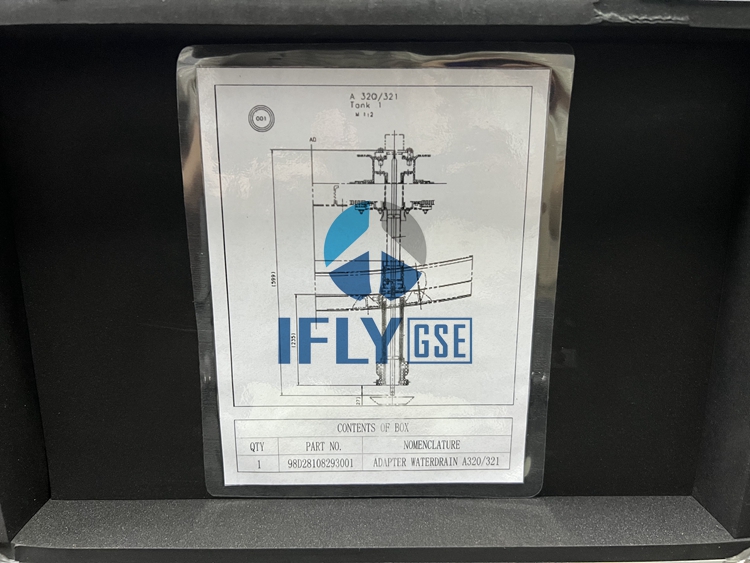 A 320/321
Tank 1
M 1:2
001
AD
(599)
(235)
IFLY GSE
CONTENTS OF BOX
QTY PART NO. NOMENCLATURE
1 98D28108293001 ADAPTER WATERDRAIN A320/321